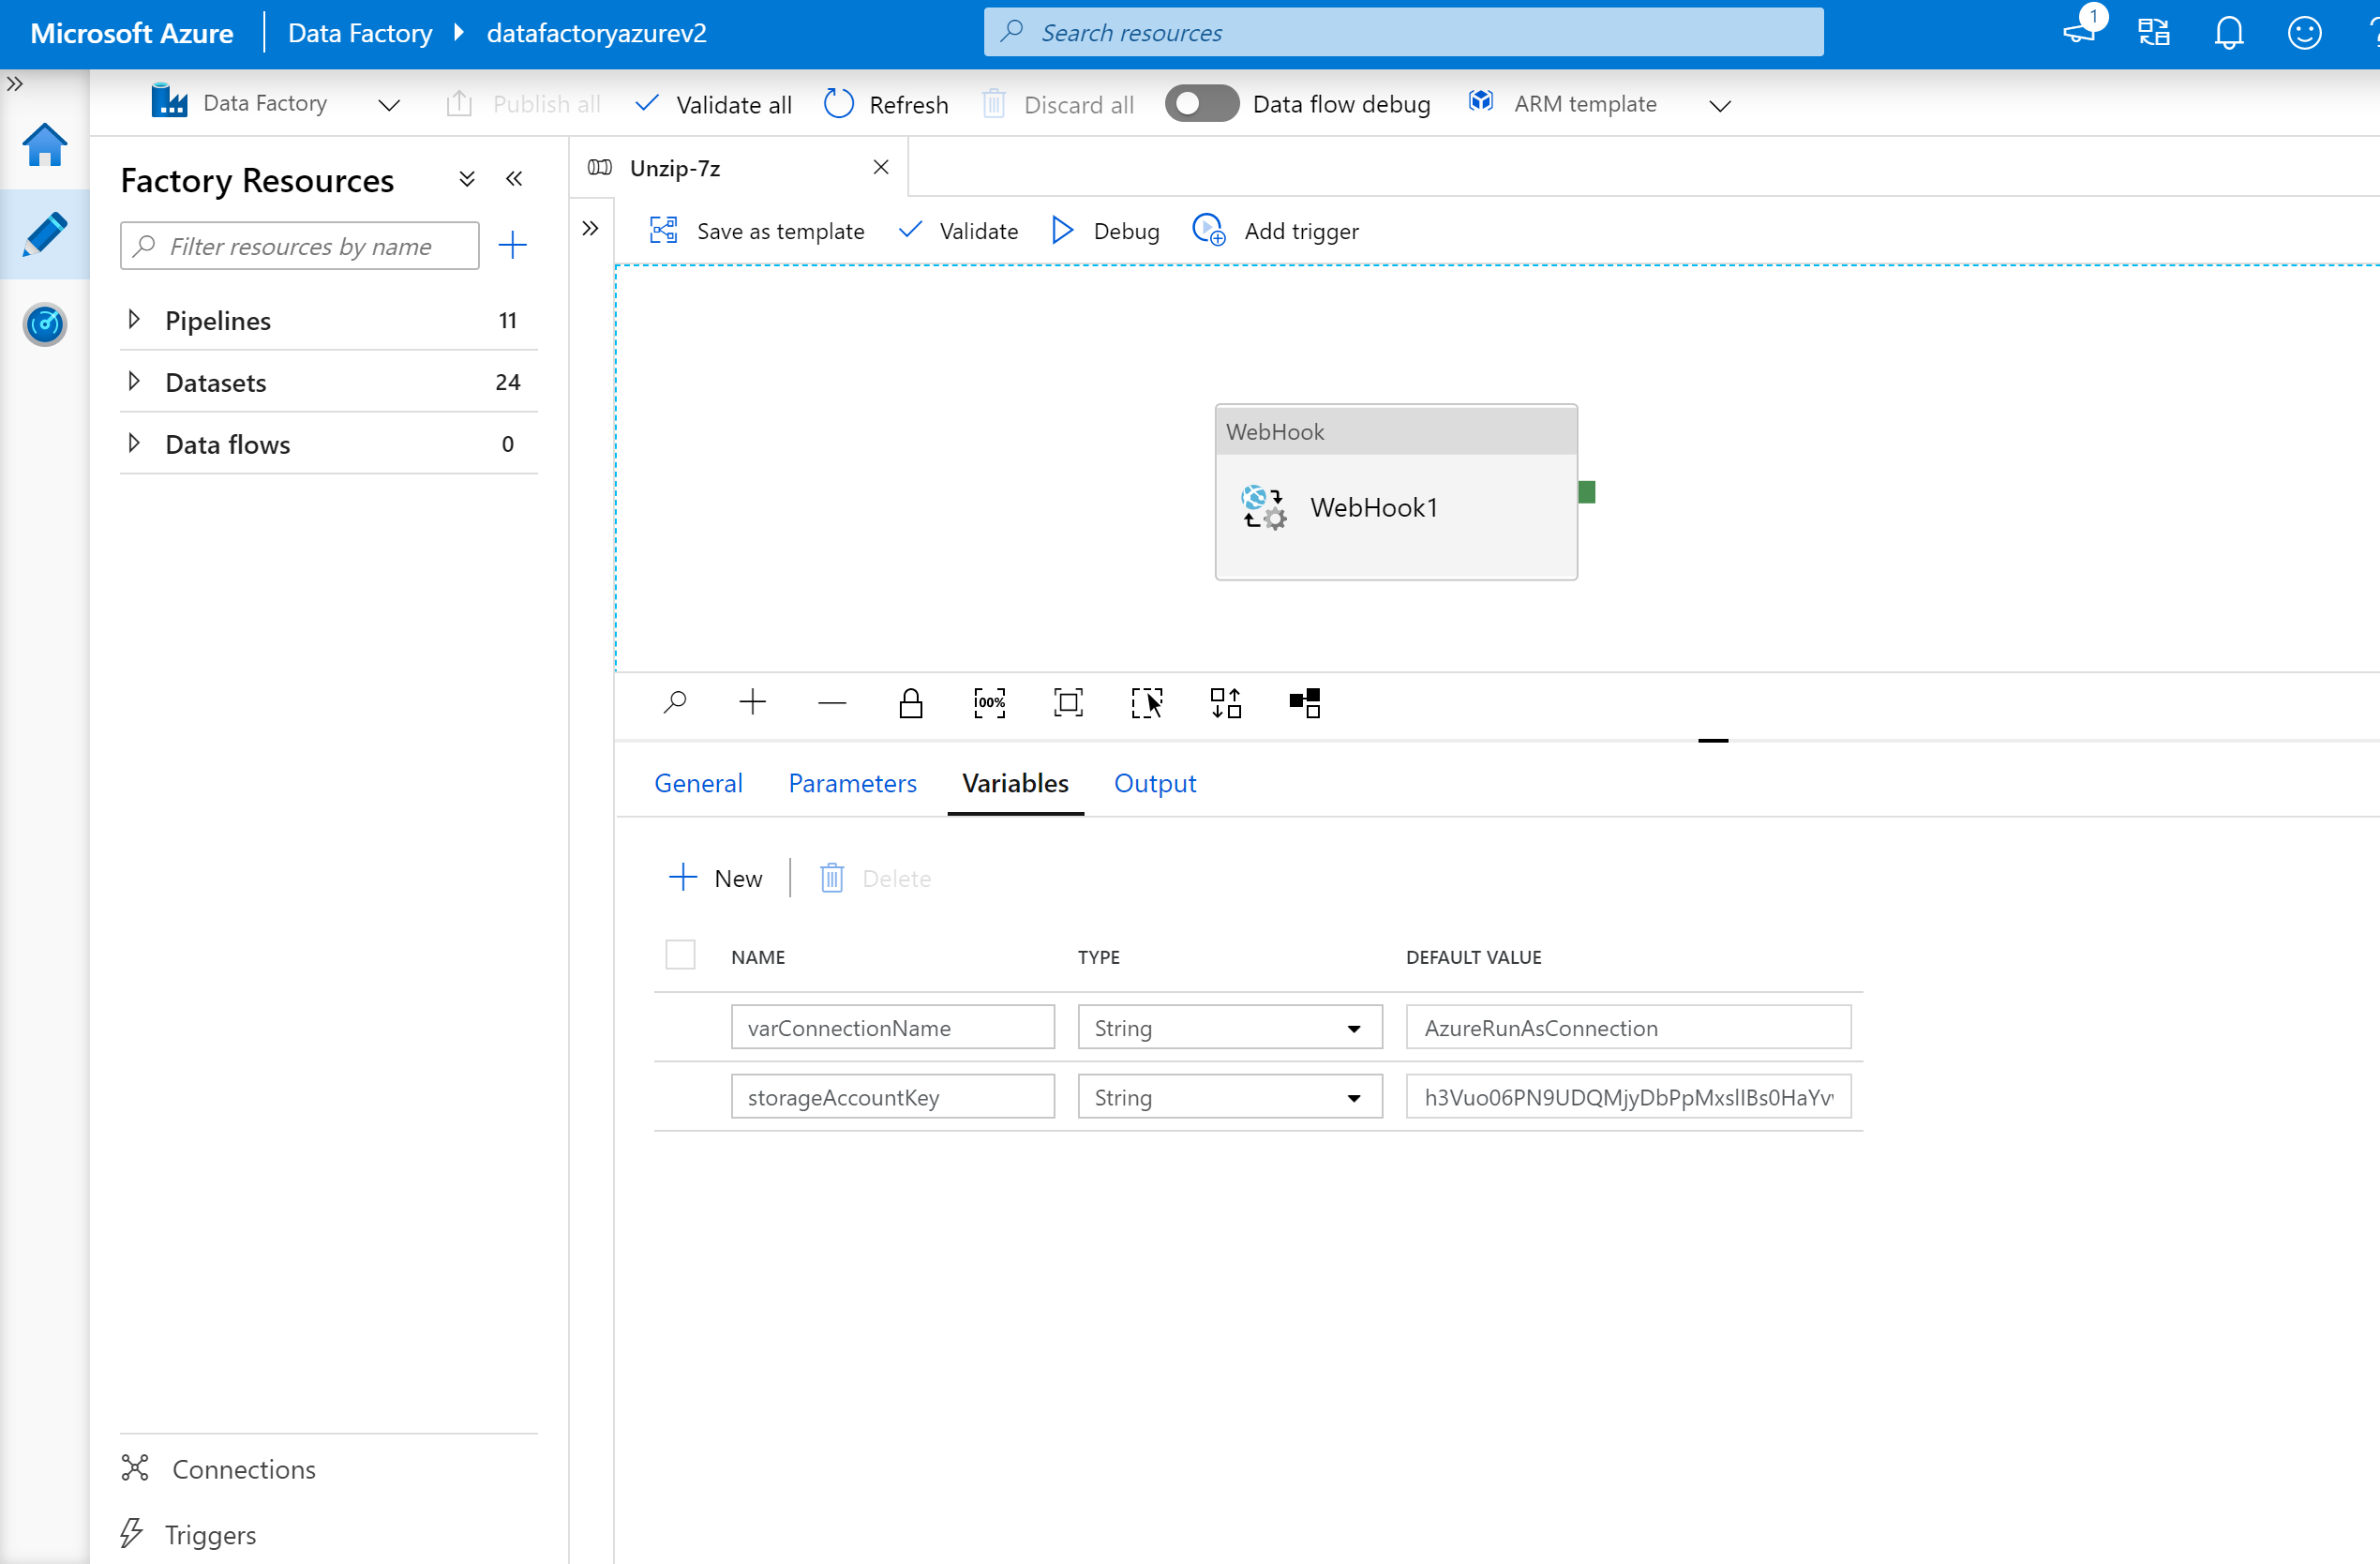 Microsoft Azure
Data Factory
datafactoryazurev2
Search resources
1
Data Factory
Publish all
Validate all
Refresh
Discard all
Data flow debug
ARM template
Factory Resources
Unzip-7z
Filter resources by name
Save as template
Validate
Debug
Add trigger
Pipelines 11
Datasets 24
Data flows 0
WebHook
WebHook1
100%
General Parameters Variables Output
New
Delete
NAME TYPE DEFAULT VALUE
varConnectionName String AzureRunAsConnection
storageAccountKey String
Connections
Triggers